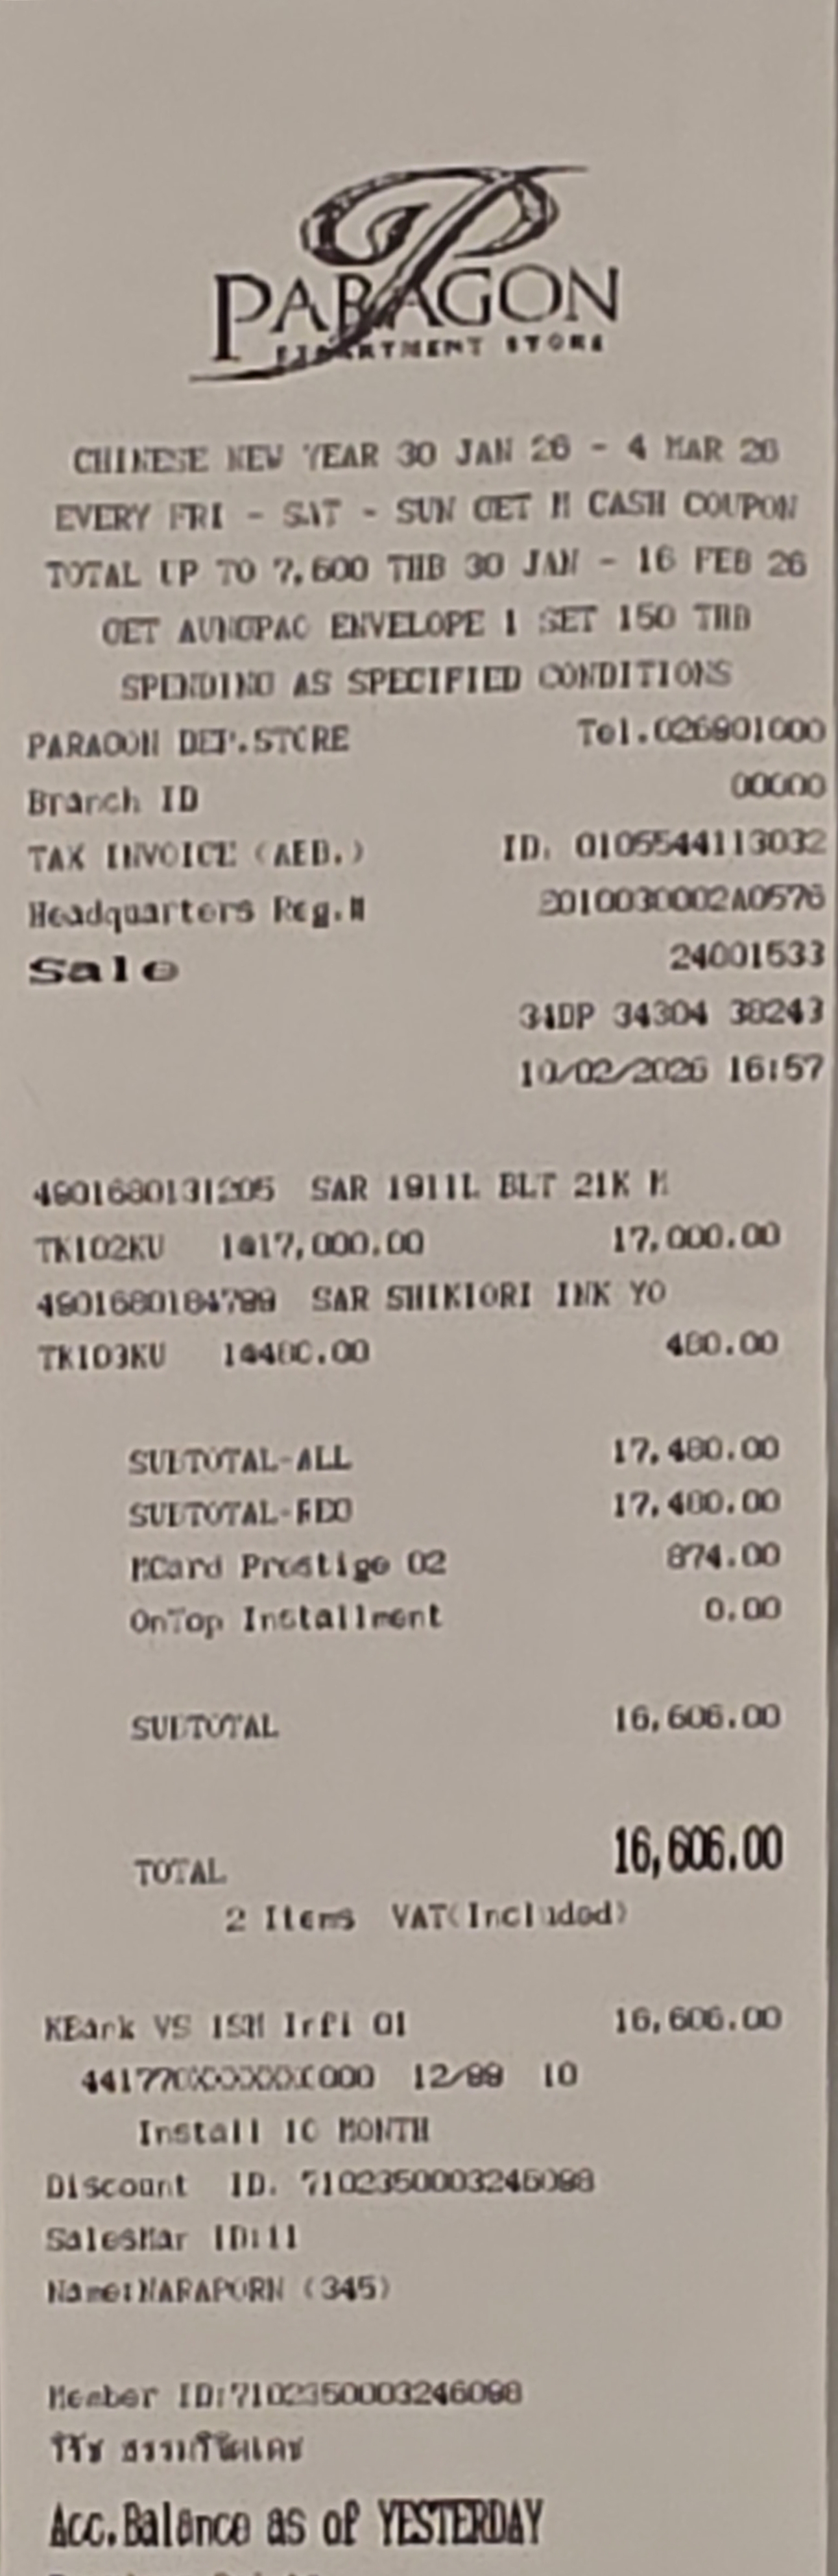 PARAGON
DEPARTMENT STORE
CHINESE NEW YEAR 30 JAN 26 - 4 MAR 26
EVERY FRI - SAT - SUN GET M CASH COUPON
TOTAL UP TO 7,600 THB 30 JAN - 16 FEB 26
GET AUNGPAO ENVELOPE 1 SET 150 THB
SPENDING AS SPECIFIED CONDITIONS
PARAGON DEP.STORE Tel.026901000
Branch ID 00000
TAX INVOICE (AEB.) ID. 0105544113032
Headquarters Reg.# 2010030002A0576
Sale 24001533
34DP 34304 38243
10/02/2026 16:57
4901680131205 SAR 1911L BLT 21K M
TK102KU 1@17,000.00 17,000.00
4901680184799 SAR SHIKIORI INK YO
TK103KU 1@480.00 480.00
SUBTOTAL-ALL 17,480.00
SUBTOTAL-RED 17,480.00
MCard Prestige 02 874.00
OnTop Installment 0.00
SUBTOTAL 16,606.00
TOTAL 16,606.00
2 Items VAT(Included)
KBank VS ISM Irfi 01 16,606.00
12/99 10
Install 10 MONTH
Discount ID. 7102350003246098
SalesMan ID:11
Name:NARAPORN (345)
Member ID:7102350003246098
Acc.Balance as of YESTERDAY